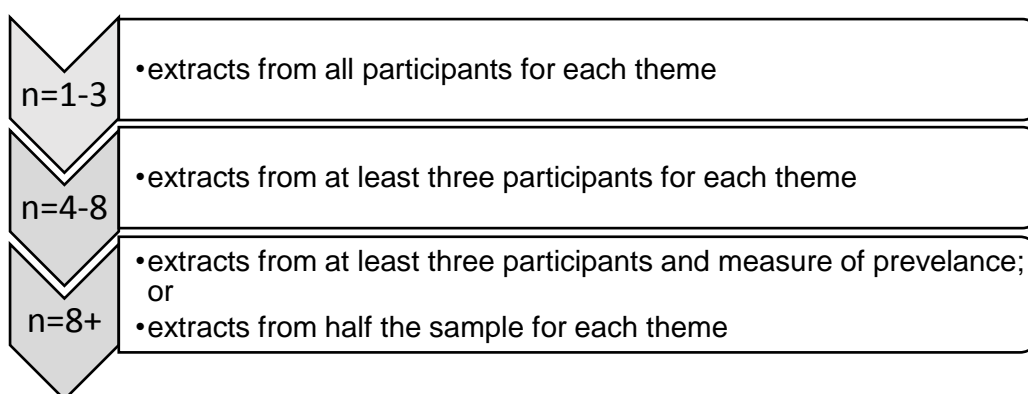 n=1-3
•extracts from all participants for each theme
n=4-8
•extracts from at least three participants for each theme
n=8+
•extracts from at least three participants and measure of prevelance;
or
•extracts from half the sample for each theme